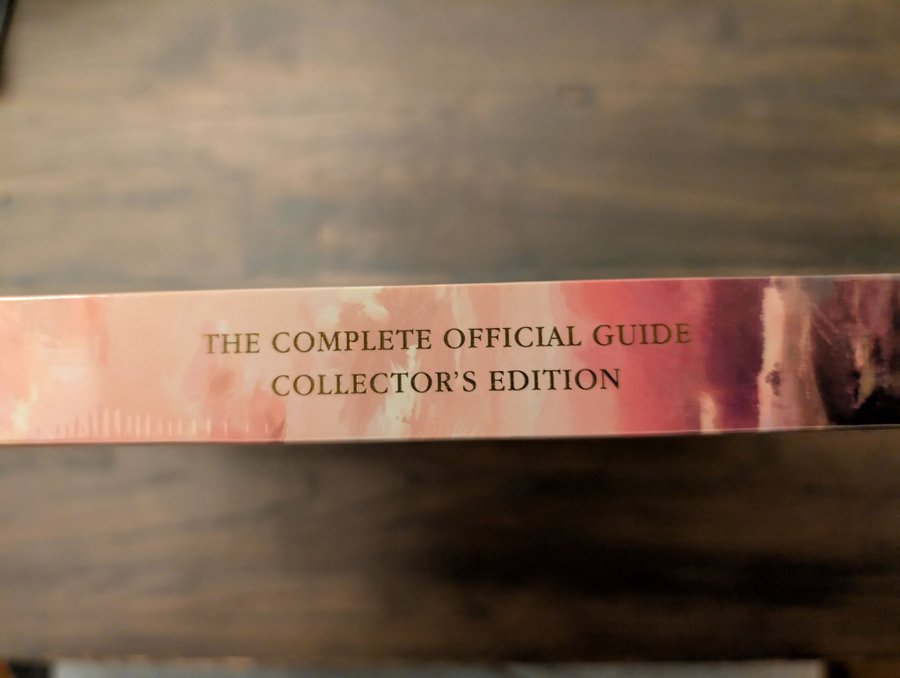 THE COMPLETE OFFICIAL GUIDE
COLLECTOR'S EDITION